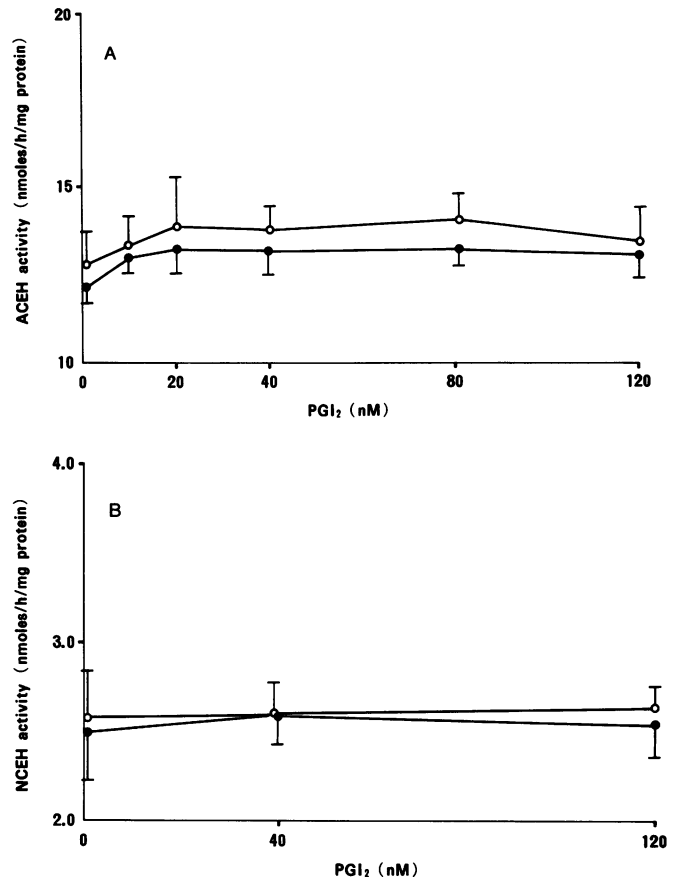 20
A
15
10
ACEH activity (nmoles/h/mg protein)
0 20 40 80 120
PGI₂ (nM)
4.0
B
3.0
2.0
NCEH activity (nmoles/h/mg protein)
0 40 120
PGI₂ (nM)